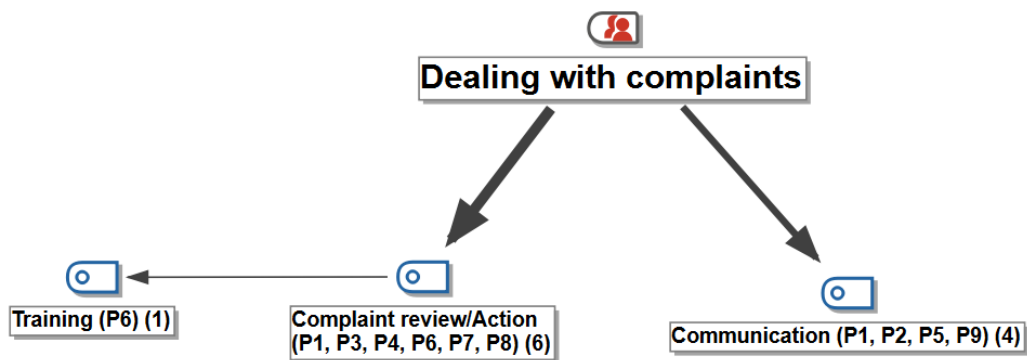 Dealing with complaints
Training (P6) (1)
Complaint review/Action
(P1, P3, P4, P6, P7, P8) (6)
Communication (P1, P2, P5, P9) (4)